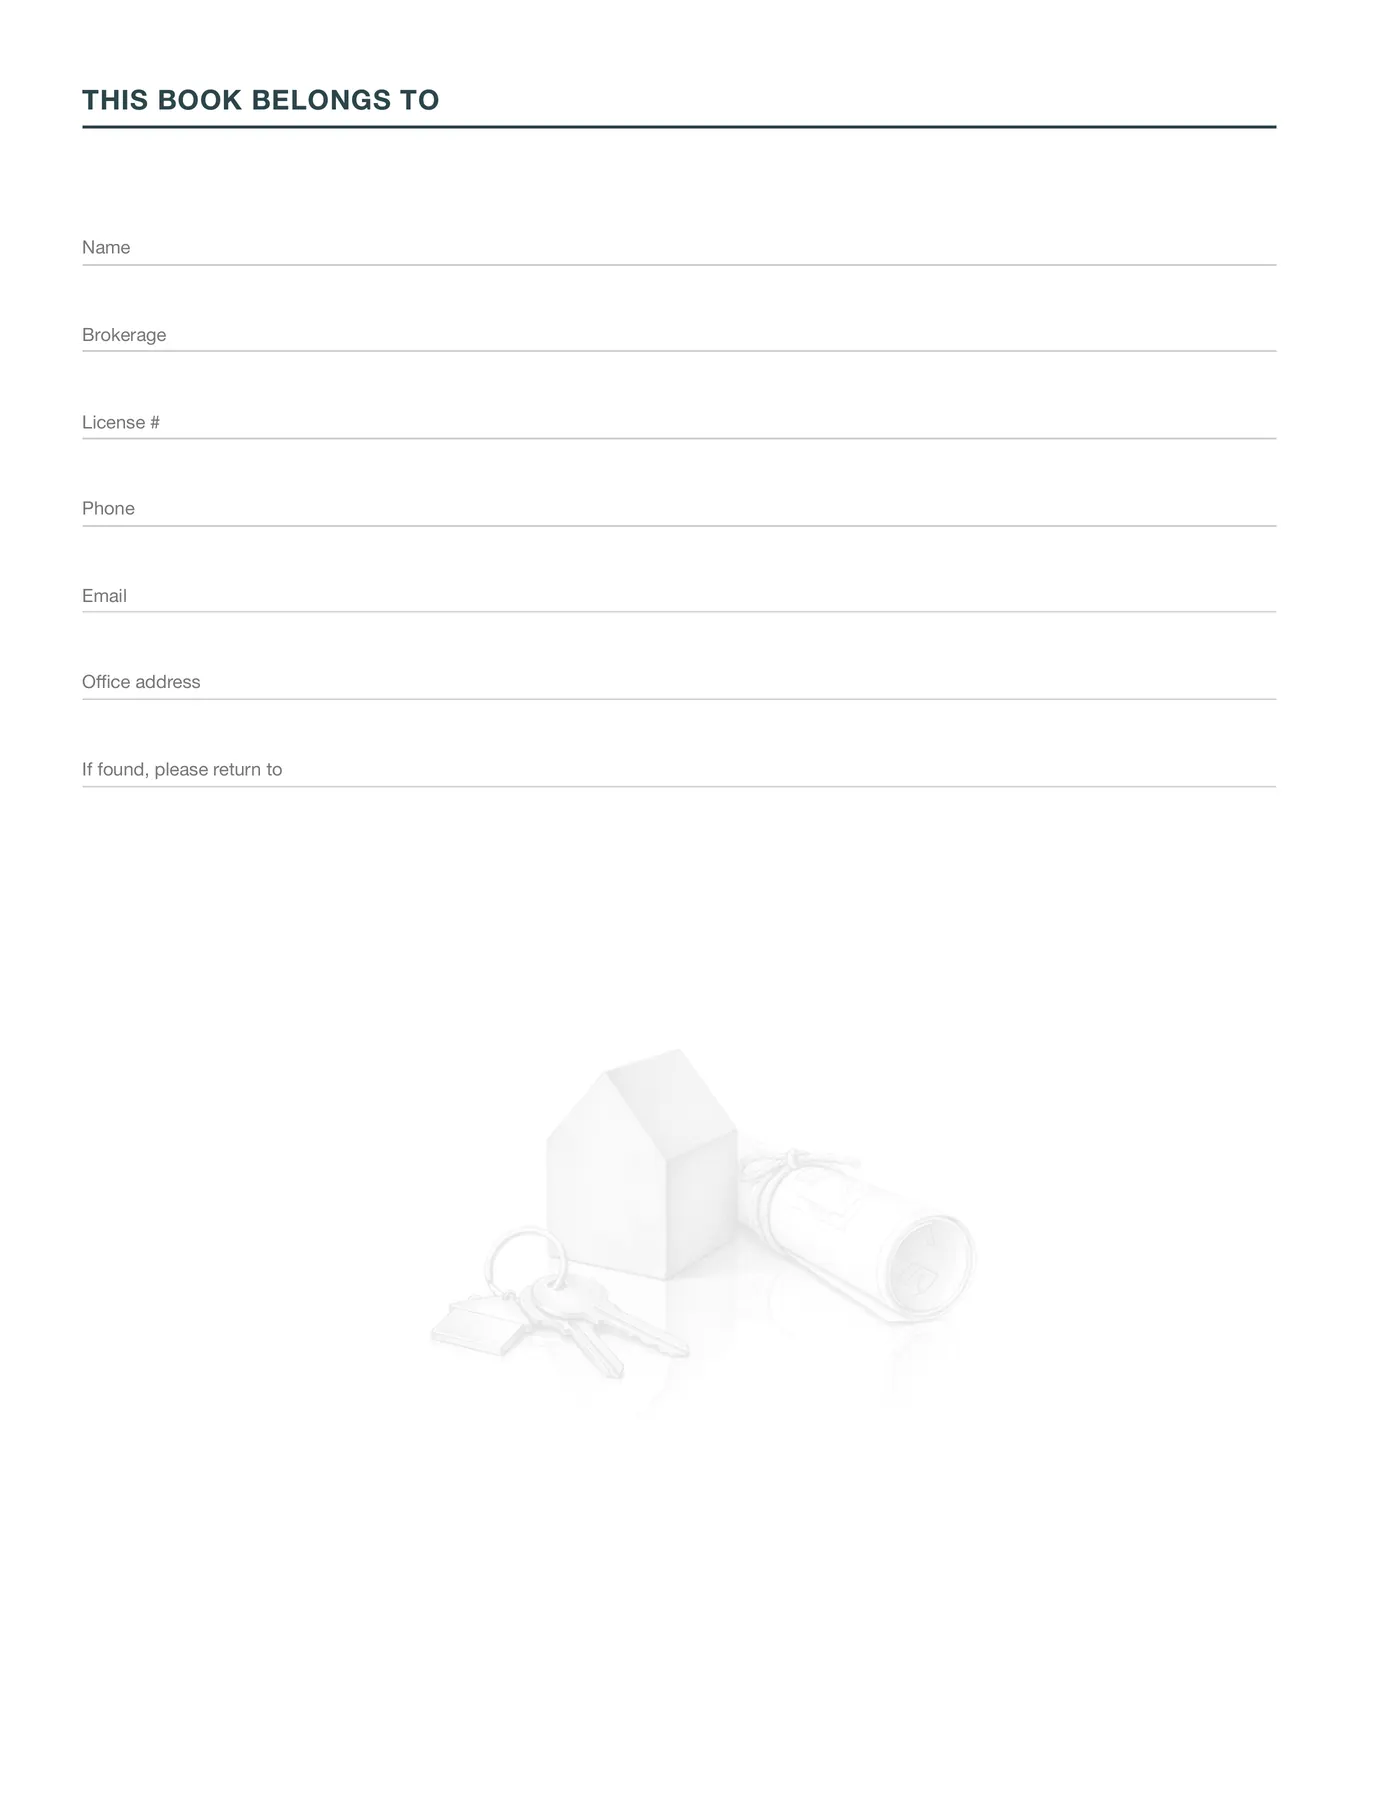 THIS BOOK BELONGS TO
Name
Brokerage
License #
Phone
Email
Office address
If found, please return to